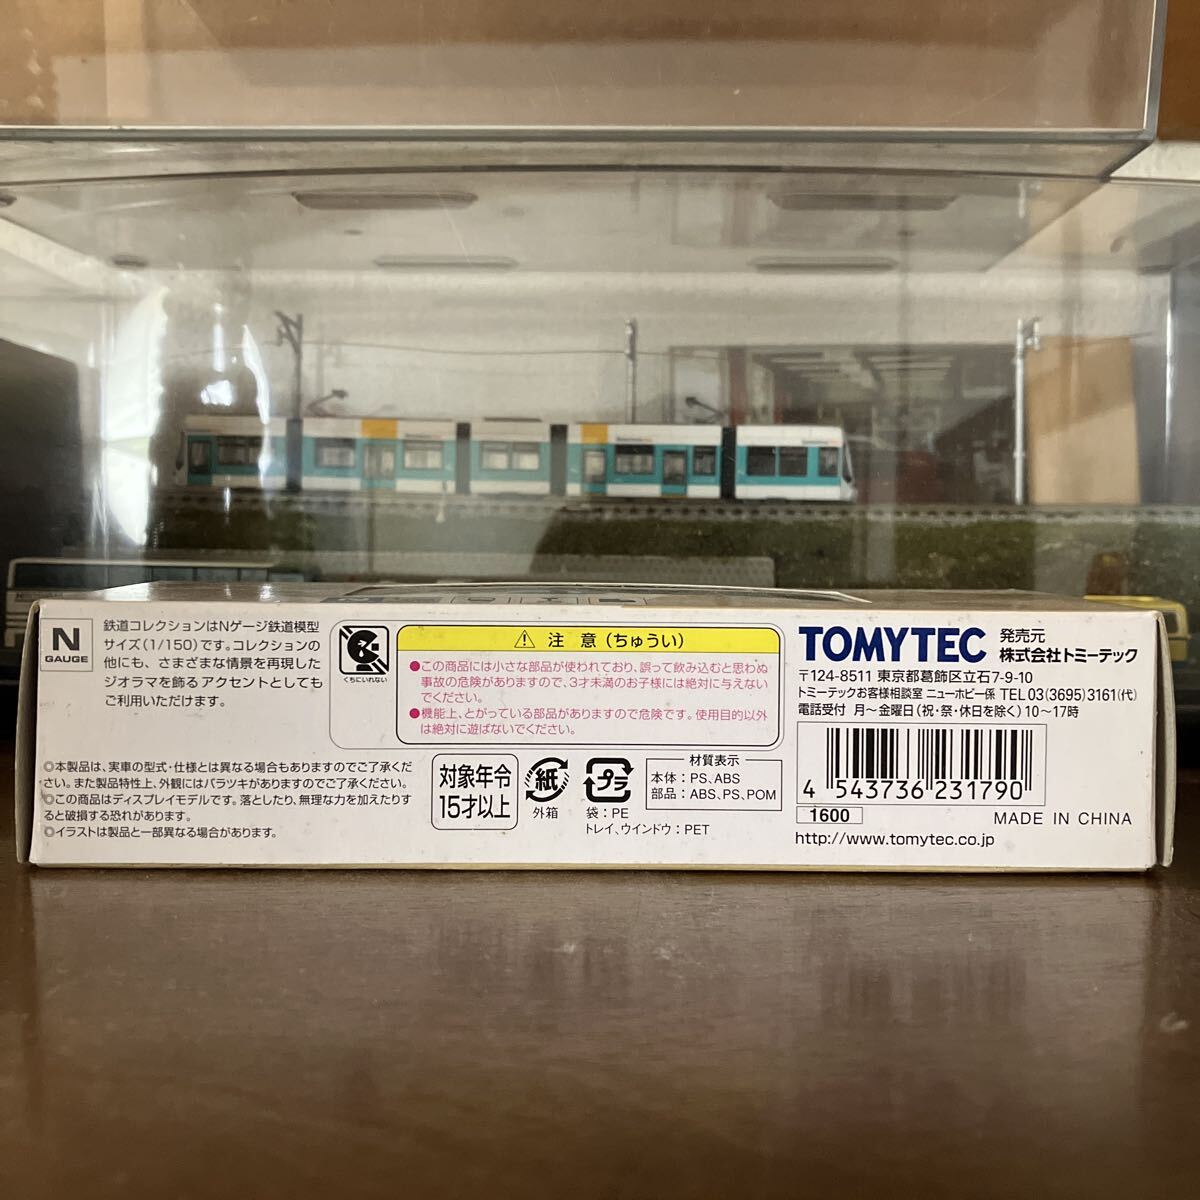 N
GAUGE
鉄道コレクションはNゲージ鉄道模型
サイズ(1/150)です。コレクションの
他にも、さまざまな情景を再現した
ジオラマを飾るアクセントとしても
ご利用いただけます。
くちにいれない
注 意 (ちゅうい)
●この商品には小さな部品が使われており、誤って飲み込むと思わぬ
事故の危険がありますので、3才未満のお子様には絶対に与えない
でください。
●機能上、とがっている部品がありますので危険です。使用目的以外
は絶対に遊ばないでください。
◎本製品は、実車の型式・仕様とは異なる場合もありますのでご了承くだ
さい。また製品特性上、外観にはバラツキがありますのでご了承ください。
◎この商品はディスプレイモデルです。落としたり、無理な力を加えたりす
ると破損する恐れがあります。
◎イラストは製品と一部異なる場合があります。
対象年令
15才以上
紙
外箱
プラ
袋：PE
トレイ、ウインドウ：PET
材質表示
本体：PS、ABS
部品：ABS、PS、POM
TOMYTEC 発売元
株式会社トミーテック
〒124-8511 東京都葛飾区立石7-9-10
トミーテックお客様相談室 ニューホビー係 TEL 03(3695)3161(代)
電話受付 月～金曜日(祝・祭・休日を除く)10～17時
4 543736 231790
1600
MADE IN CHINA
http://www.tomytec.co.jp